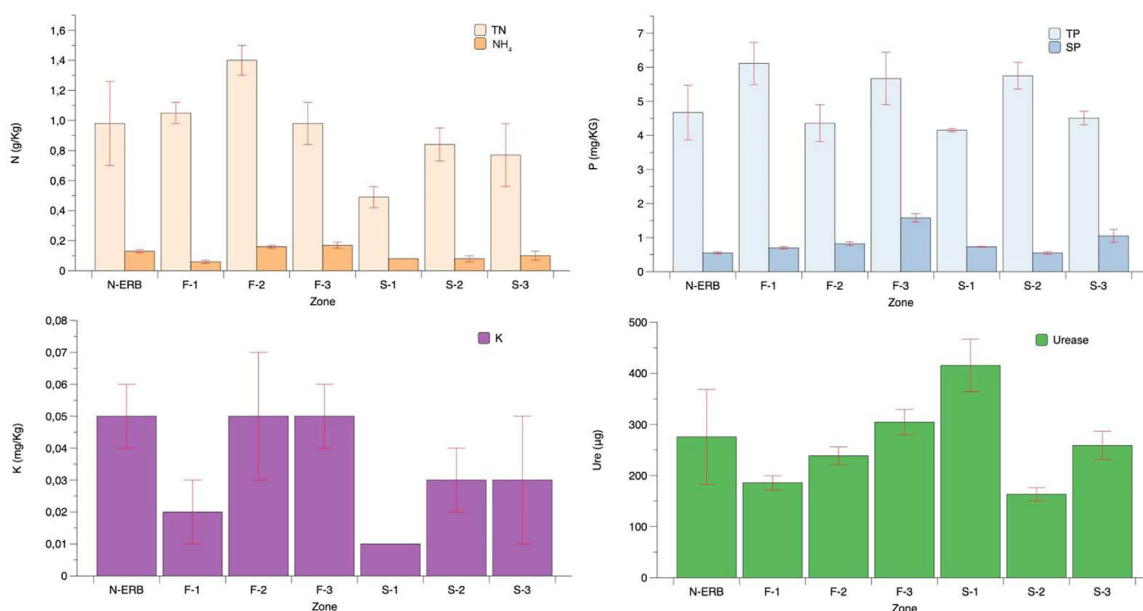 1,6
1,4
1,2
1,0
0,8
0,6
0,4
0,2
0
N (g/Kg)
TN
NH₄
N-ERB F-1 F-2 F-3 S-1 S-2 S-3
Zone
7
6
5
4
3
2
1
0
P (mg/KG)
TP
SP
N-ERB F-1 F-2 F-3 S-1 S-2 S-3
Zone
0,08
0,07
0,06
0,05
0,04
0,03
0,02
0,01
0
K (mg/Kg)
K
N-ERB F-1 F-2 F-3 S-1 S-2 S-3
Zone
500
400
300
200
100
0
Ure (µg)
Urease
N-ERB F-1 F-2 F-3 S-1 S-2 S-3
Zone